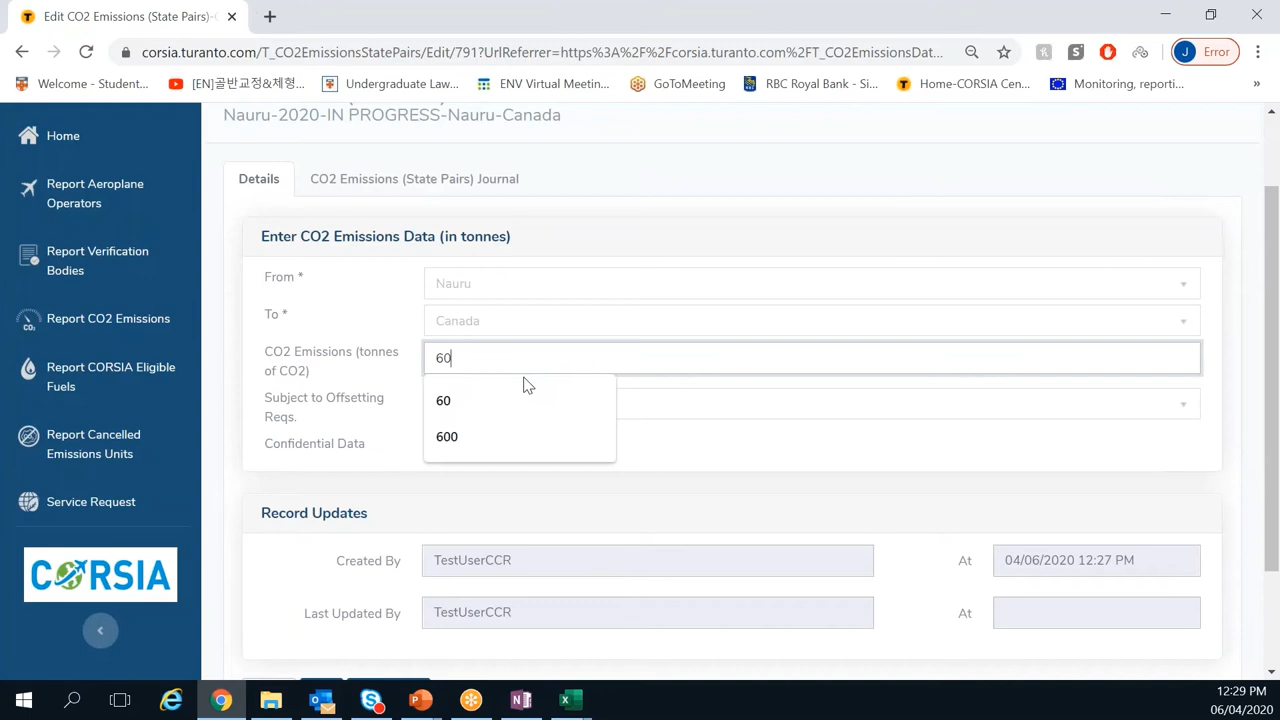 Edit CO2 Emissions (State Pairs)-
corsia.turanto.com/T_CO2EmissionsStatePairs/Edit/791?UrlReferrer=https%3A%2F%2Fcorsia.turanto.com%2FT_CO2EmissionsDat...
J Error
Welcome - Student...
[EN]골반교정&체형...
Undergraduate Law...
ENV Virtual Meetin...
GoToMeeting
RBC Royal Bank - Si...
Home-CORSIA Cen...
Monitoring, reporti...
»
Nauru-2020-IN PROGRESS-Nauru-Canada
Home
Report Aeroplane
Operators
Report Verification
Bodies
Report CO2 Emissions
Report CORSIA Eligible
Fuels
Report Cancelled
Emissions Units
Service Request
CORSIA
Details
CO2 Emissions (State Pairs) Journal
Enter CO2 Emissions Data (in tonnes)
From *
Nauru
To *
Canada
CO2 Emissions (tonnes
of CO2)
60
60
600
Subject to Offsetting
Reqs.
Confidential Data
Record Updates
Created By
TestUserCCR
At
04/06/2020 12:27 PM
Last Updated By
TestUserCCR
At
12:29 PM
06/04/2020